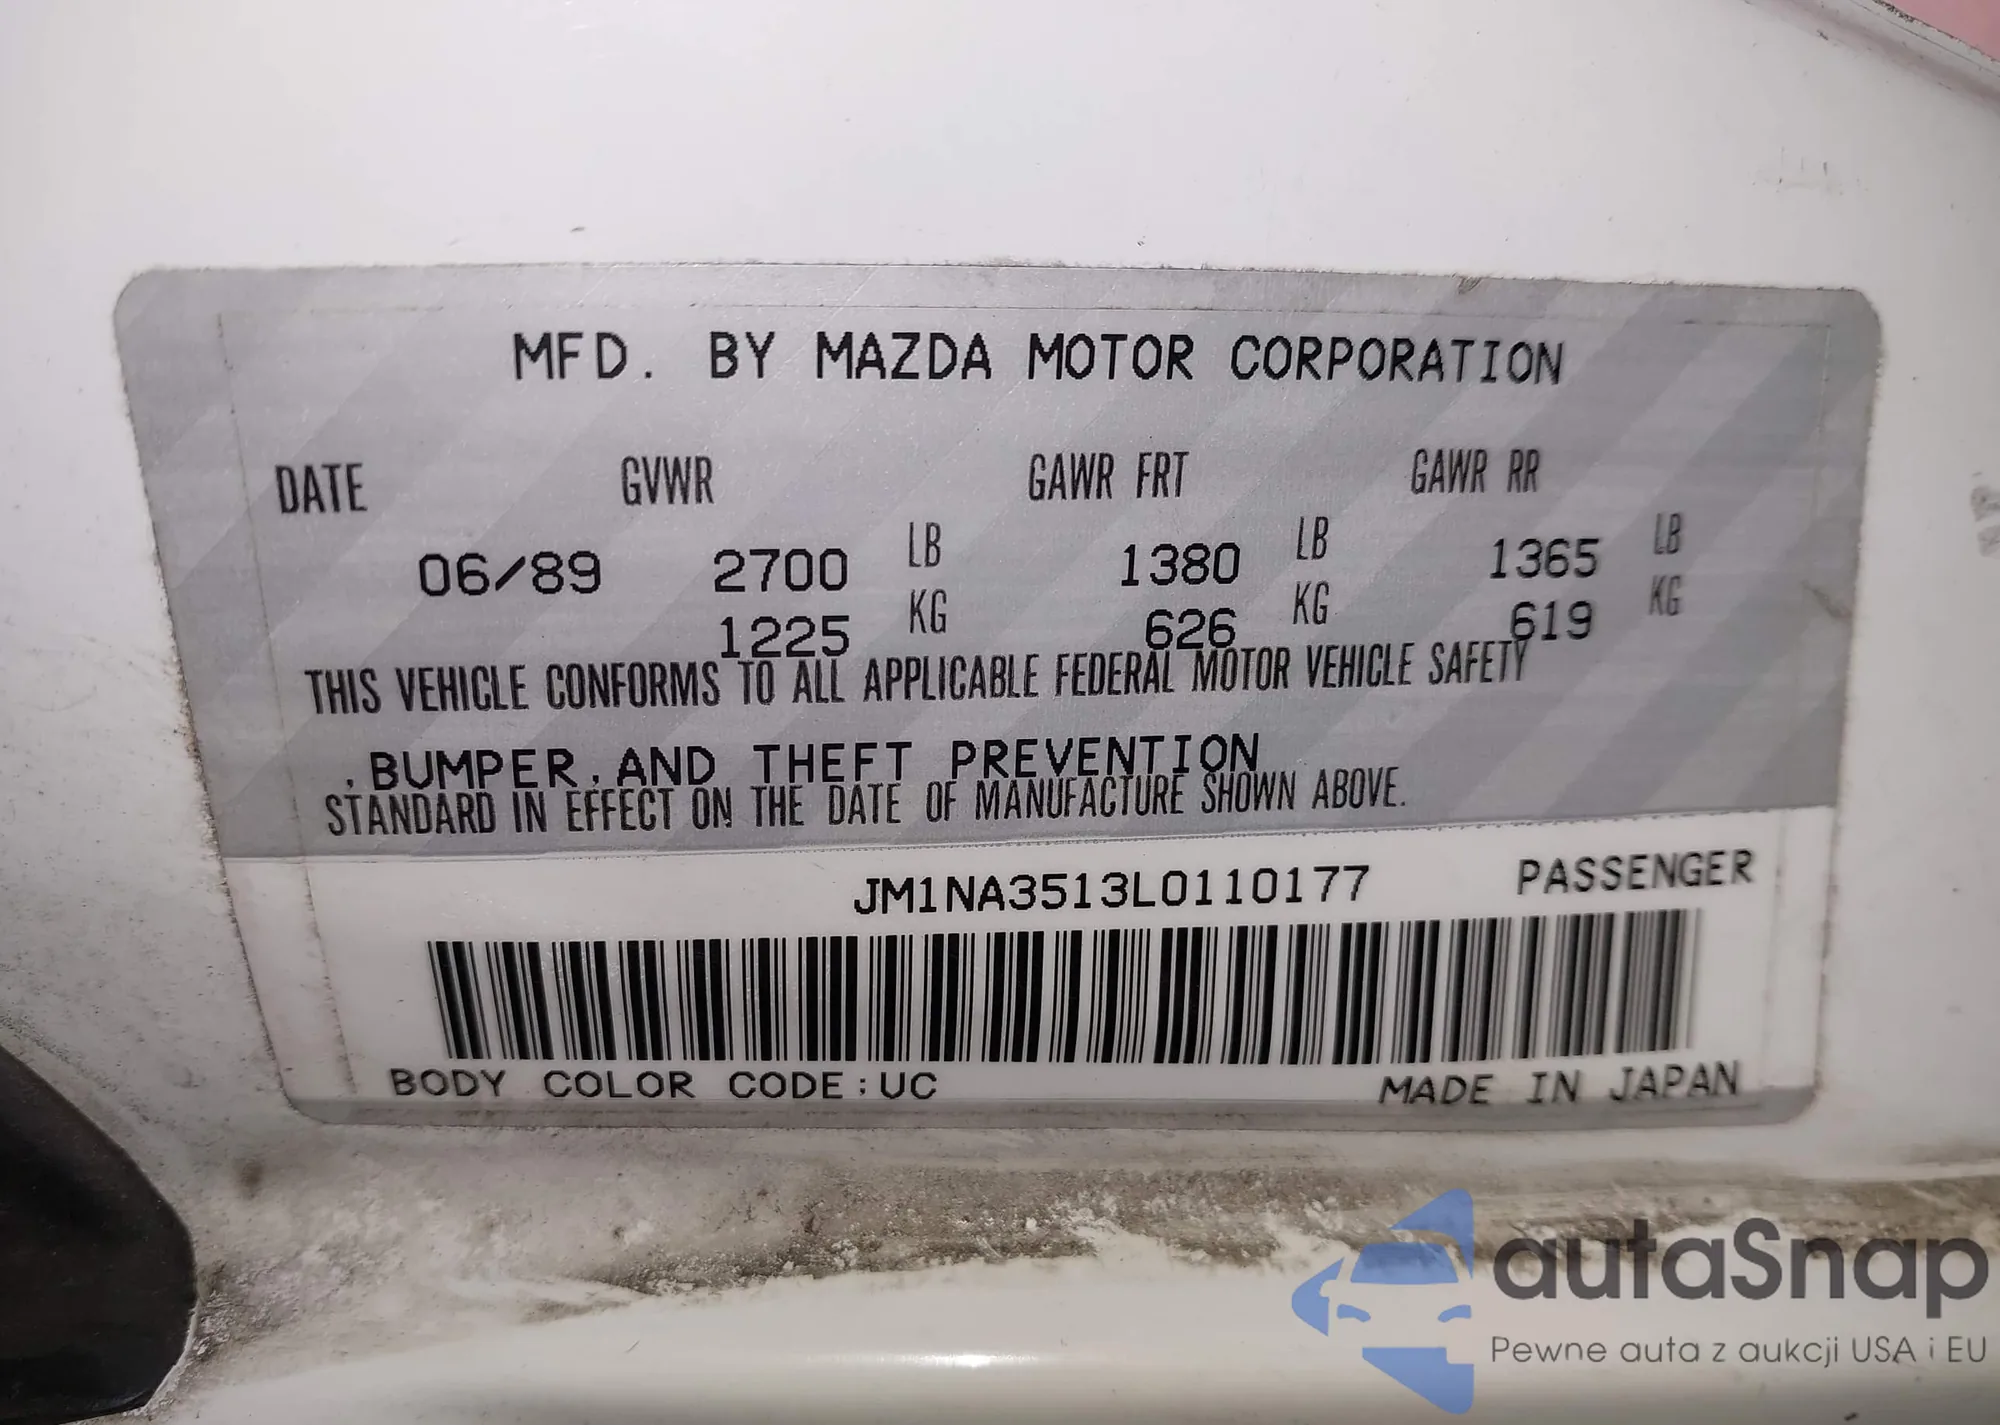 MFD. BY MAZDA MOTOR CORPORATION
DATE GVWR GAWR FRT GAWR RR
06/89 2700 LB 1380 LB 1365 LB
1225 KG 626 KG 619 KG
THIS VEHICLE CONFORMS TO ALL APPLICABLE FEDERAL MOTOR VEHICLE SAFETY
, BUMPER, AND THEFT PREVENTION
STANDARD IN EFFECT ON THE DATE OF MANUFACTURE SHOWN ABOVE.
JM1NA3513L0110177 PASSENGER
BODY COLOR CODE:UC MADE IN JAPAN
autaSnap
Pewne auta z aukcji USA i EU